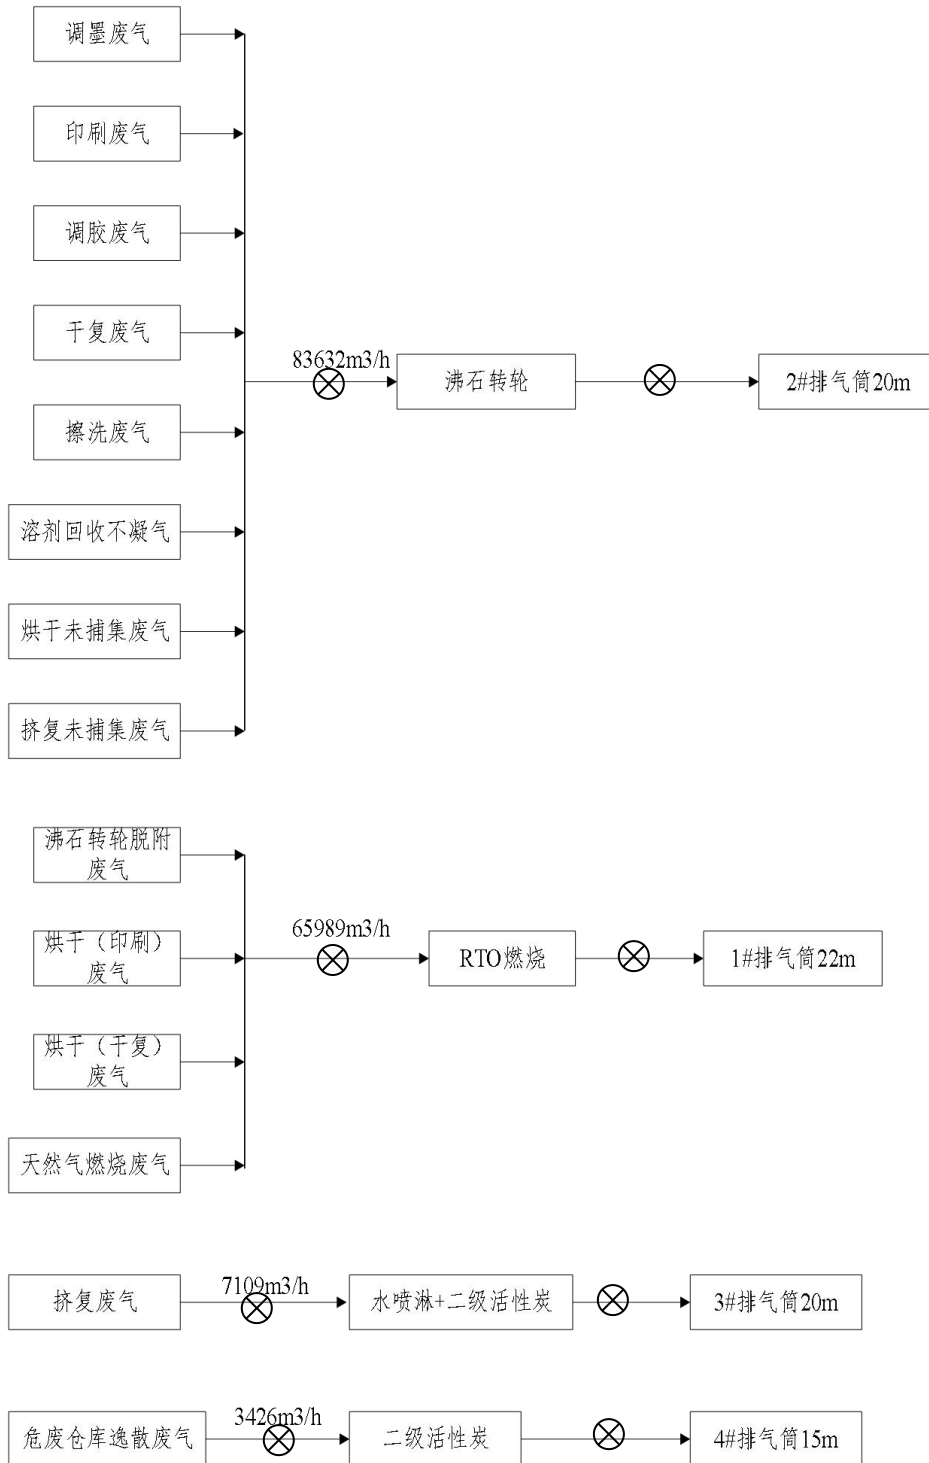 调墨废气
印刷废气
调胶废气
干复废气
83632m3/h
沸石转轮
2#排气筒20m
擦洗废气
溶剂回收不凝气
烘干未捕集废气
挤复未捕集废气
沸石转轮脱附
废气
65989m3/h
烘干（印刷）
废气
RTO燃烧
1#排气筒22m
烘干（干复）
废气
天然气燃烧废气
7109m3/h
挤复废气
水喷淋+二级活性炭
3#排气筒20m
3426m3/h
危废仓库逸散废气
二级活性炭
4#排气筒15m